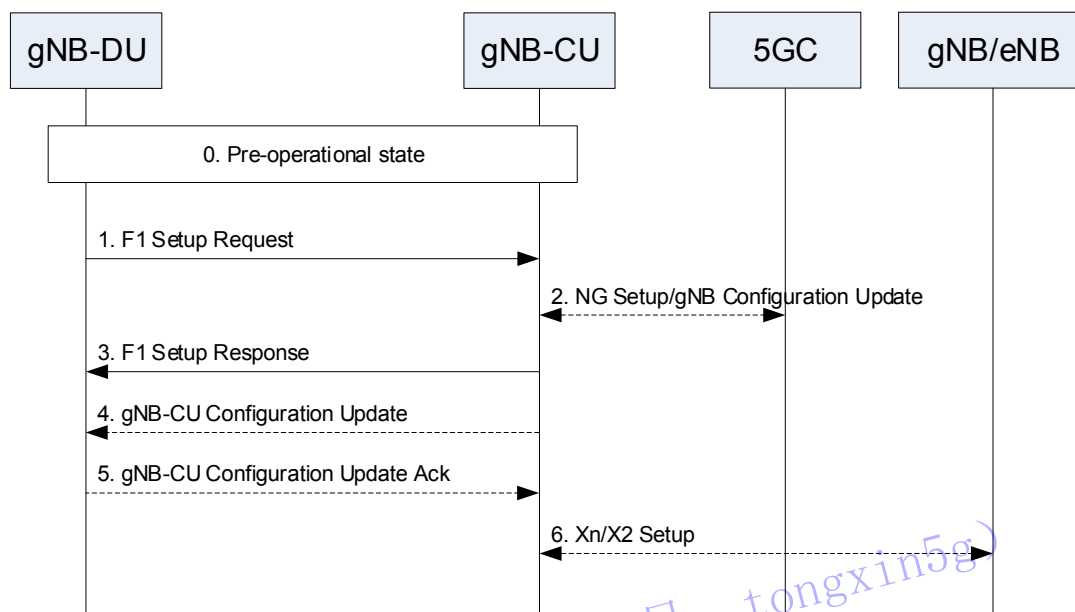 gNB-DU
gNB-CU
5GC
gNB/eNB
0. Pre-operational state
1. F1 Setup Request
2. NG Setup/gNB Configuration Update
3. F1 Setup Response
4. gNB-CU Configuration Update
5. gNB-CU Configuration Update Ack
6. Xn/X2 Setup
tongxin5g)